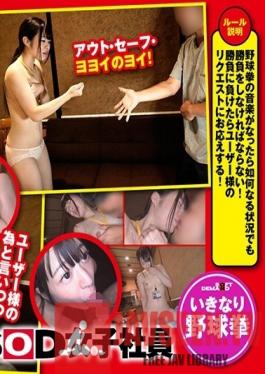 ルール説明
野球拳の音楽がなったら如何なる状況でも
勝負をしなければならない!
勝負に負けたらユーザー様の
リクエストにお応えする!
アウト・セーフ・
ヨヨイのヨイ!
ユーザー様の
為と言いつつ
いきなり
野球拳
SOD女子社員
FREE JAV LIBRARY